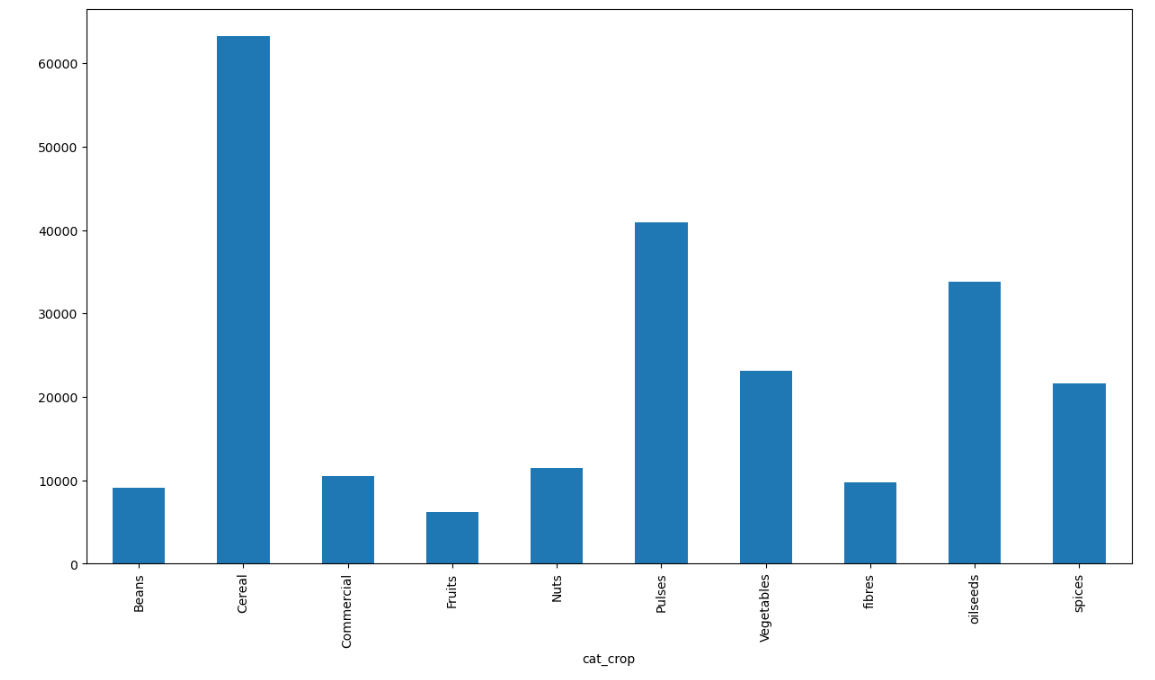 60000
50000
40000
30000
20000
10000
0
Beans
Cereal
Commercial
Fruits
Nuts
Pulses
Vegetables
fibres
oilseeds
spices
cat_crop